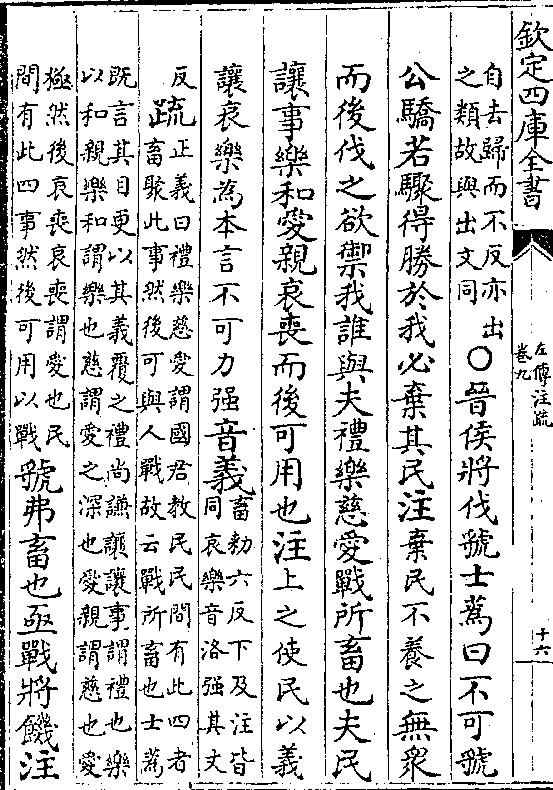 欽定四庫全書
左傳注疏
卷九
十六
自去歸而不反亦出
之類故與出文同
○晉侯將伐虢士蔿曰不可虢
公驕若驟得勝於我必棄其民注棄民不養之無衆
而後伐之欲禦我誰與夫禮樂慈愛戰所畜也夫民
讓事樂和愛親哀喪而後可用也注上之使民以義
讓哀樂為本言不可力强音義
畜勑六反下及注皆
同哀樂音洛强其丈
反
疏
正義曰禮樂慈愛謂國君教民民間有此四者
畜聚此事然後可與人戰故云戰所畜也士蔿
既言其目更以其義覆之禮尚謙讓讓事謂禮也樂
以和親樂和謂樂也慈謂愛之深也愛親謂慈也愛
極然後哀喪哀喪謂愛也民
間有此四事然後可用以戰
虢弗畜也亟戰將饑注